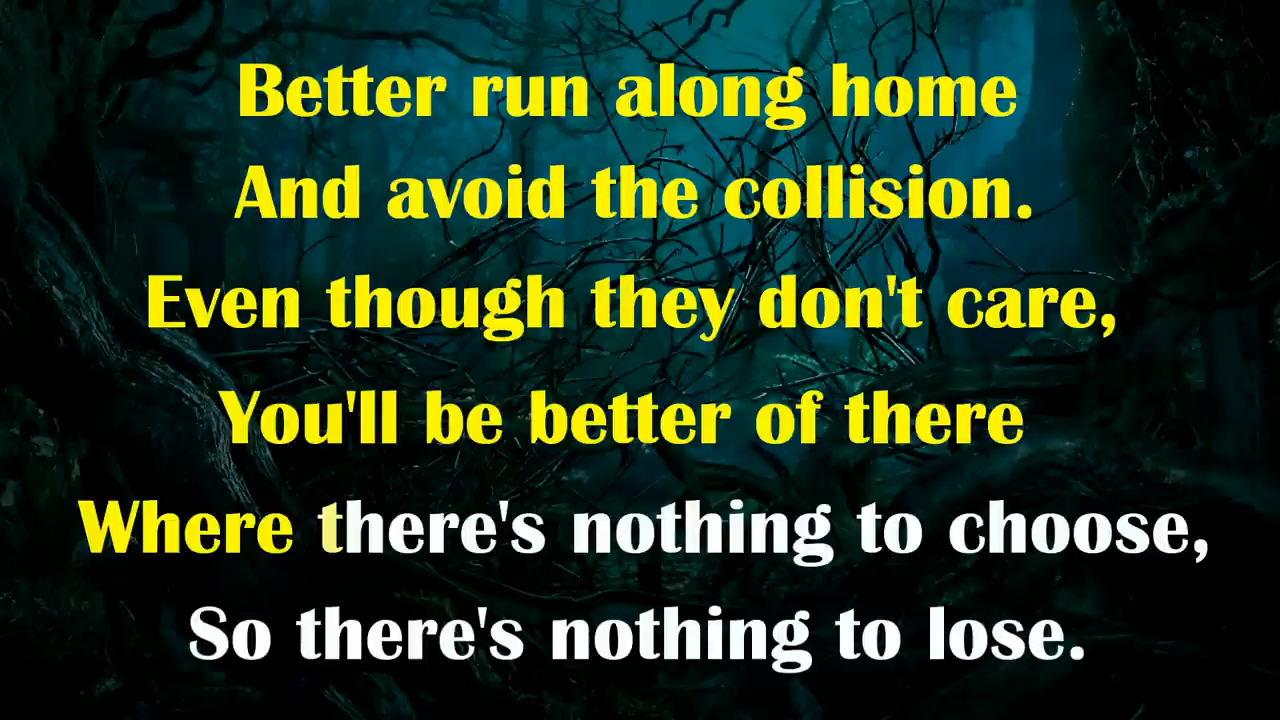 Better run along home
And avoid the collision.
Even though they don't care,
You'll be better of there
Where there's nothing to choose,
So there's nothing to lose.